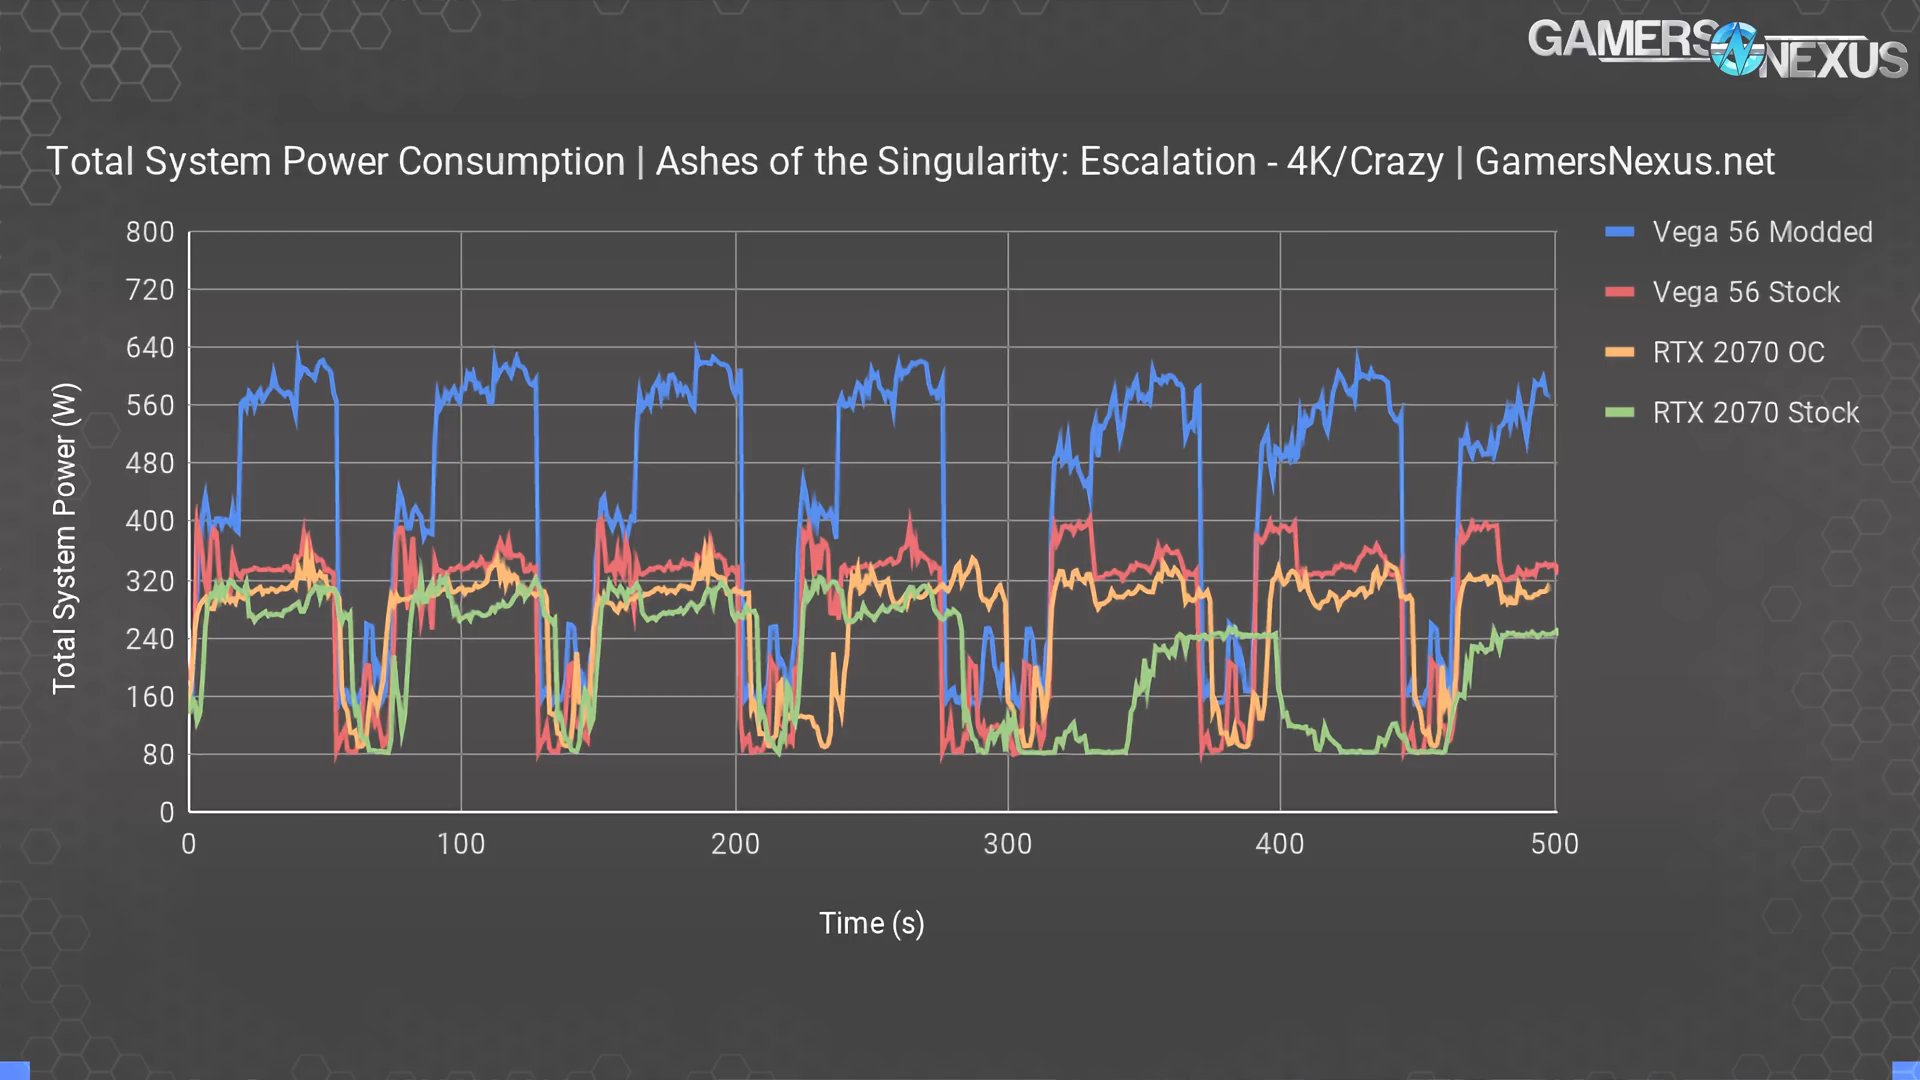 GAMERS NEXUS
Total System Power Consumption | Ashes of the Singularity: Escalation - 4K/Crazy | GamersNexus.net
Total System Power (W)
800
720
640
560
480
400
320
240
160
80
0
0 100 200 300 400 500
Time (s)
Vega 56 Modded
Vega 56 Stock
RTX 2070 OC
RTX 2070 Stock